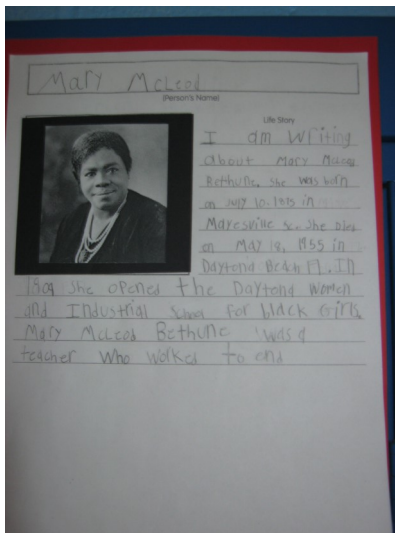 Mary McLeod
(Person's Name)
Life Story
I am Writing
about Mary Mcleod
Bethune. She was born
on July 10, 1875 in
Mayesville sc. She Died
on MAY 18, 1955 in
Daytona Beach Fl. In
1904 she opened the Daytona Women
and Industrial School for black Girls.
Mary McLeod Bethune was a
teacher Who Worked to end